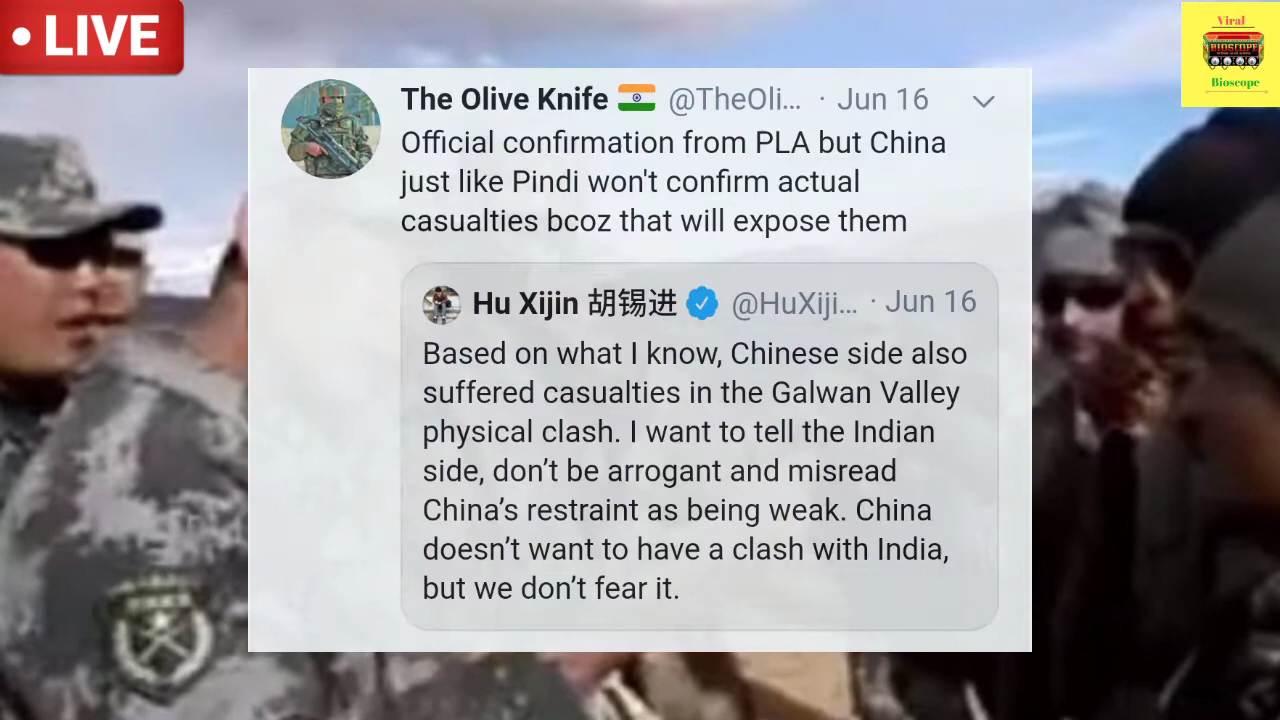 • LIVE
Viral
BIOSCOPE
Bioscope
The Olive Knife 🇮🇳 @TheOli... · Jun 16
Official confirmation from PLA but China
just like Pindi won't confirm actual
casualties bcoz that will expose them
Hu Xijin 胡锡进 @HuXiji... · Jun 16
Based on what I know, Chinese side also
suffered casualties in the Galwan Valley
physical clash. I want to tell the Indian
side, don’t be arrogant and misread
China’s restraint as being weak. China
doesn’t want to have a clash with India,
but we don’t fear it.